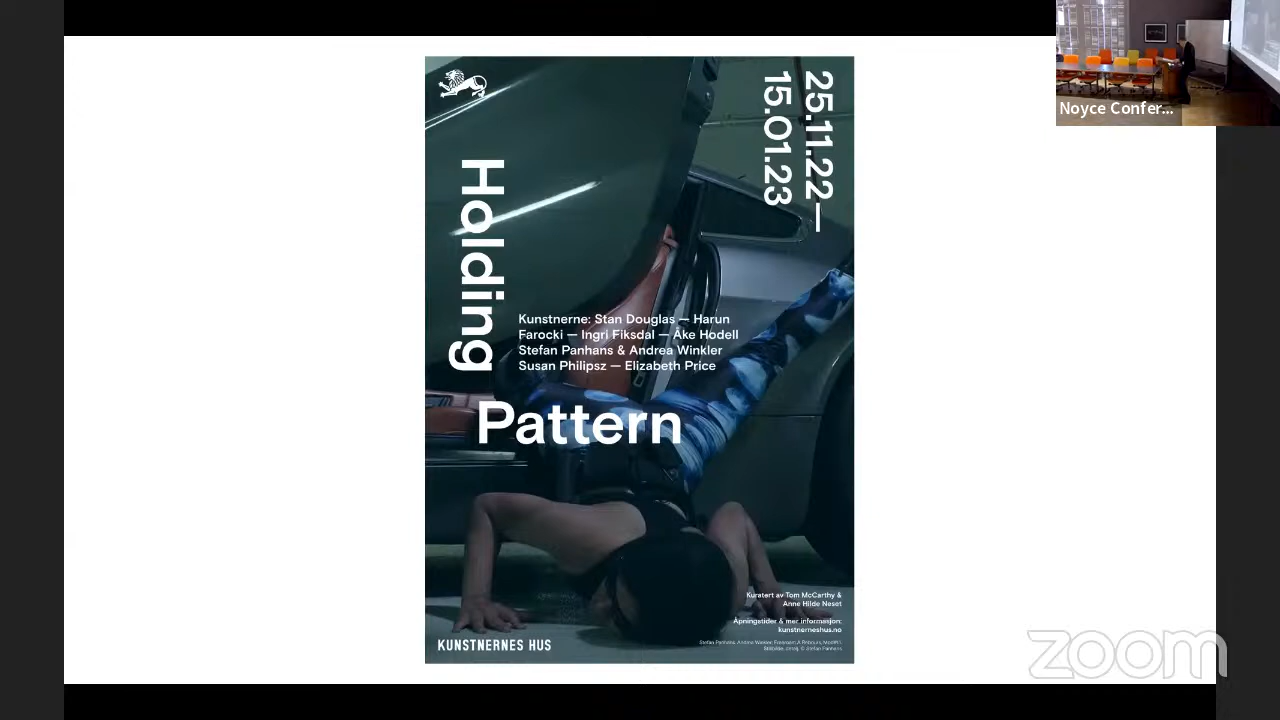 25.11.22—
15.01.23
Holding
Pattern
Kunstnerne: Stan Douglas — Harun
Farocki — Ingri Fiksdal — Åke Hodell
Stefan Panhans & Andrea Winkler
Susan Philipsz — Elizabeth Price
Kuratert av Tom McCarthy &
Anne Hilde Neset
Åpningstider & mer informasjon:
kunstnerneshus.no
KUNSTNERNES HUS
Noyce Confer...
zoom